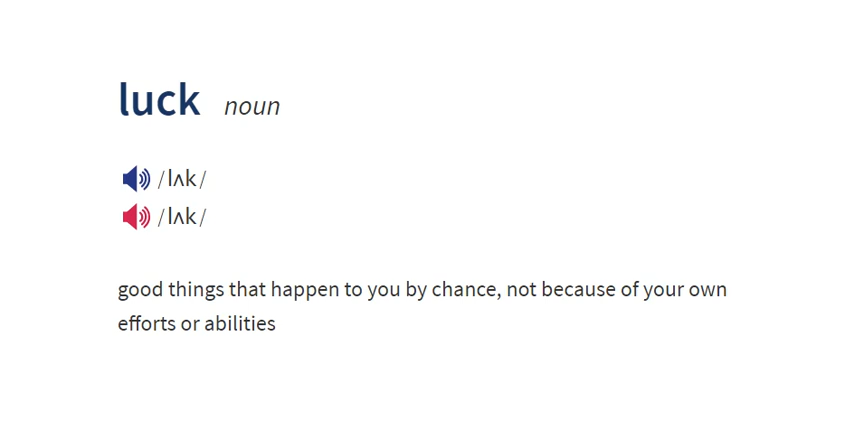 luck noun
/lʌk/
/lʌk/
good things that happen to you by chance, not because of your own
efforts or abilities